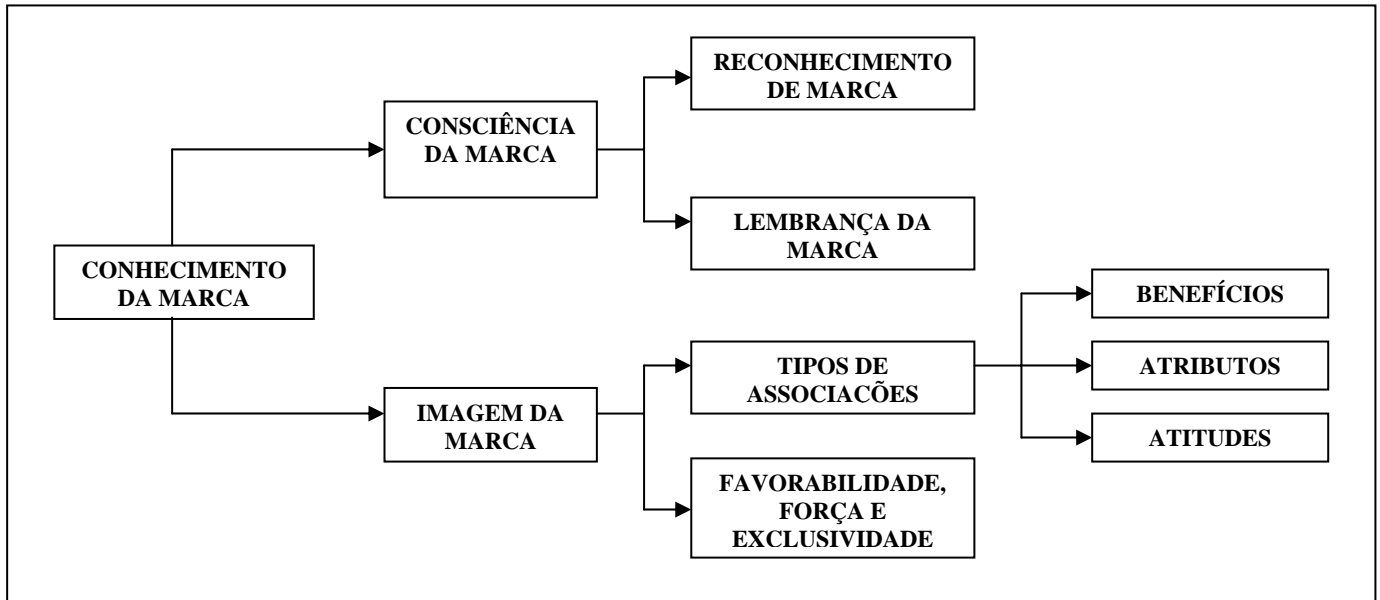 RECONHECIMENTO
DE MARCA
CONSCIÊNCIA
DA MARCA
LEMBRANÇA DA
MARCA
CONHECIMENTO
DA MARCA
BENEFÍCIOS
TIPOS DE
ASSOCIACÕES
ATRIBUTOS
IMAGEM DA
MARCA
ATITUDES
FAVORABILIDADE,
FORÇA E
EXCLUSIVIDADE